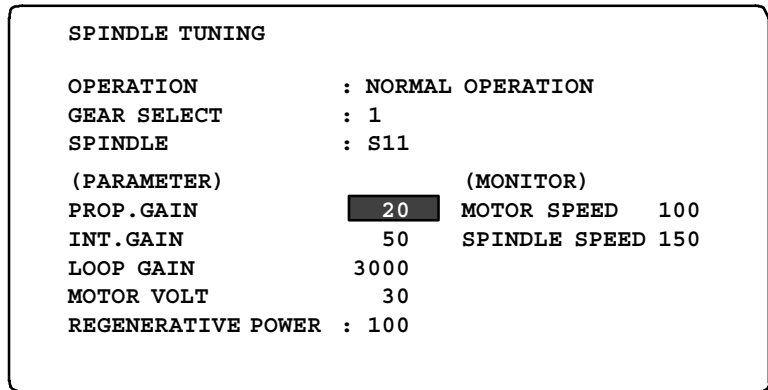 SPINDLE TUNING
OPERATION : NORMAL OPERATION
GEAR SELECT : 1
SPINDLE : S11
(PARAMETER) (MONITOR)
PROP.GAIN 20 MOTOR SPEED 100
INT.GAIN 50 SPINDLE SPEED 150
LOOP GAIN 3000
MOTOR VOLT 30
REGENERATIVE POWER : 100